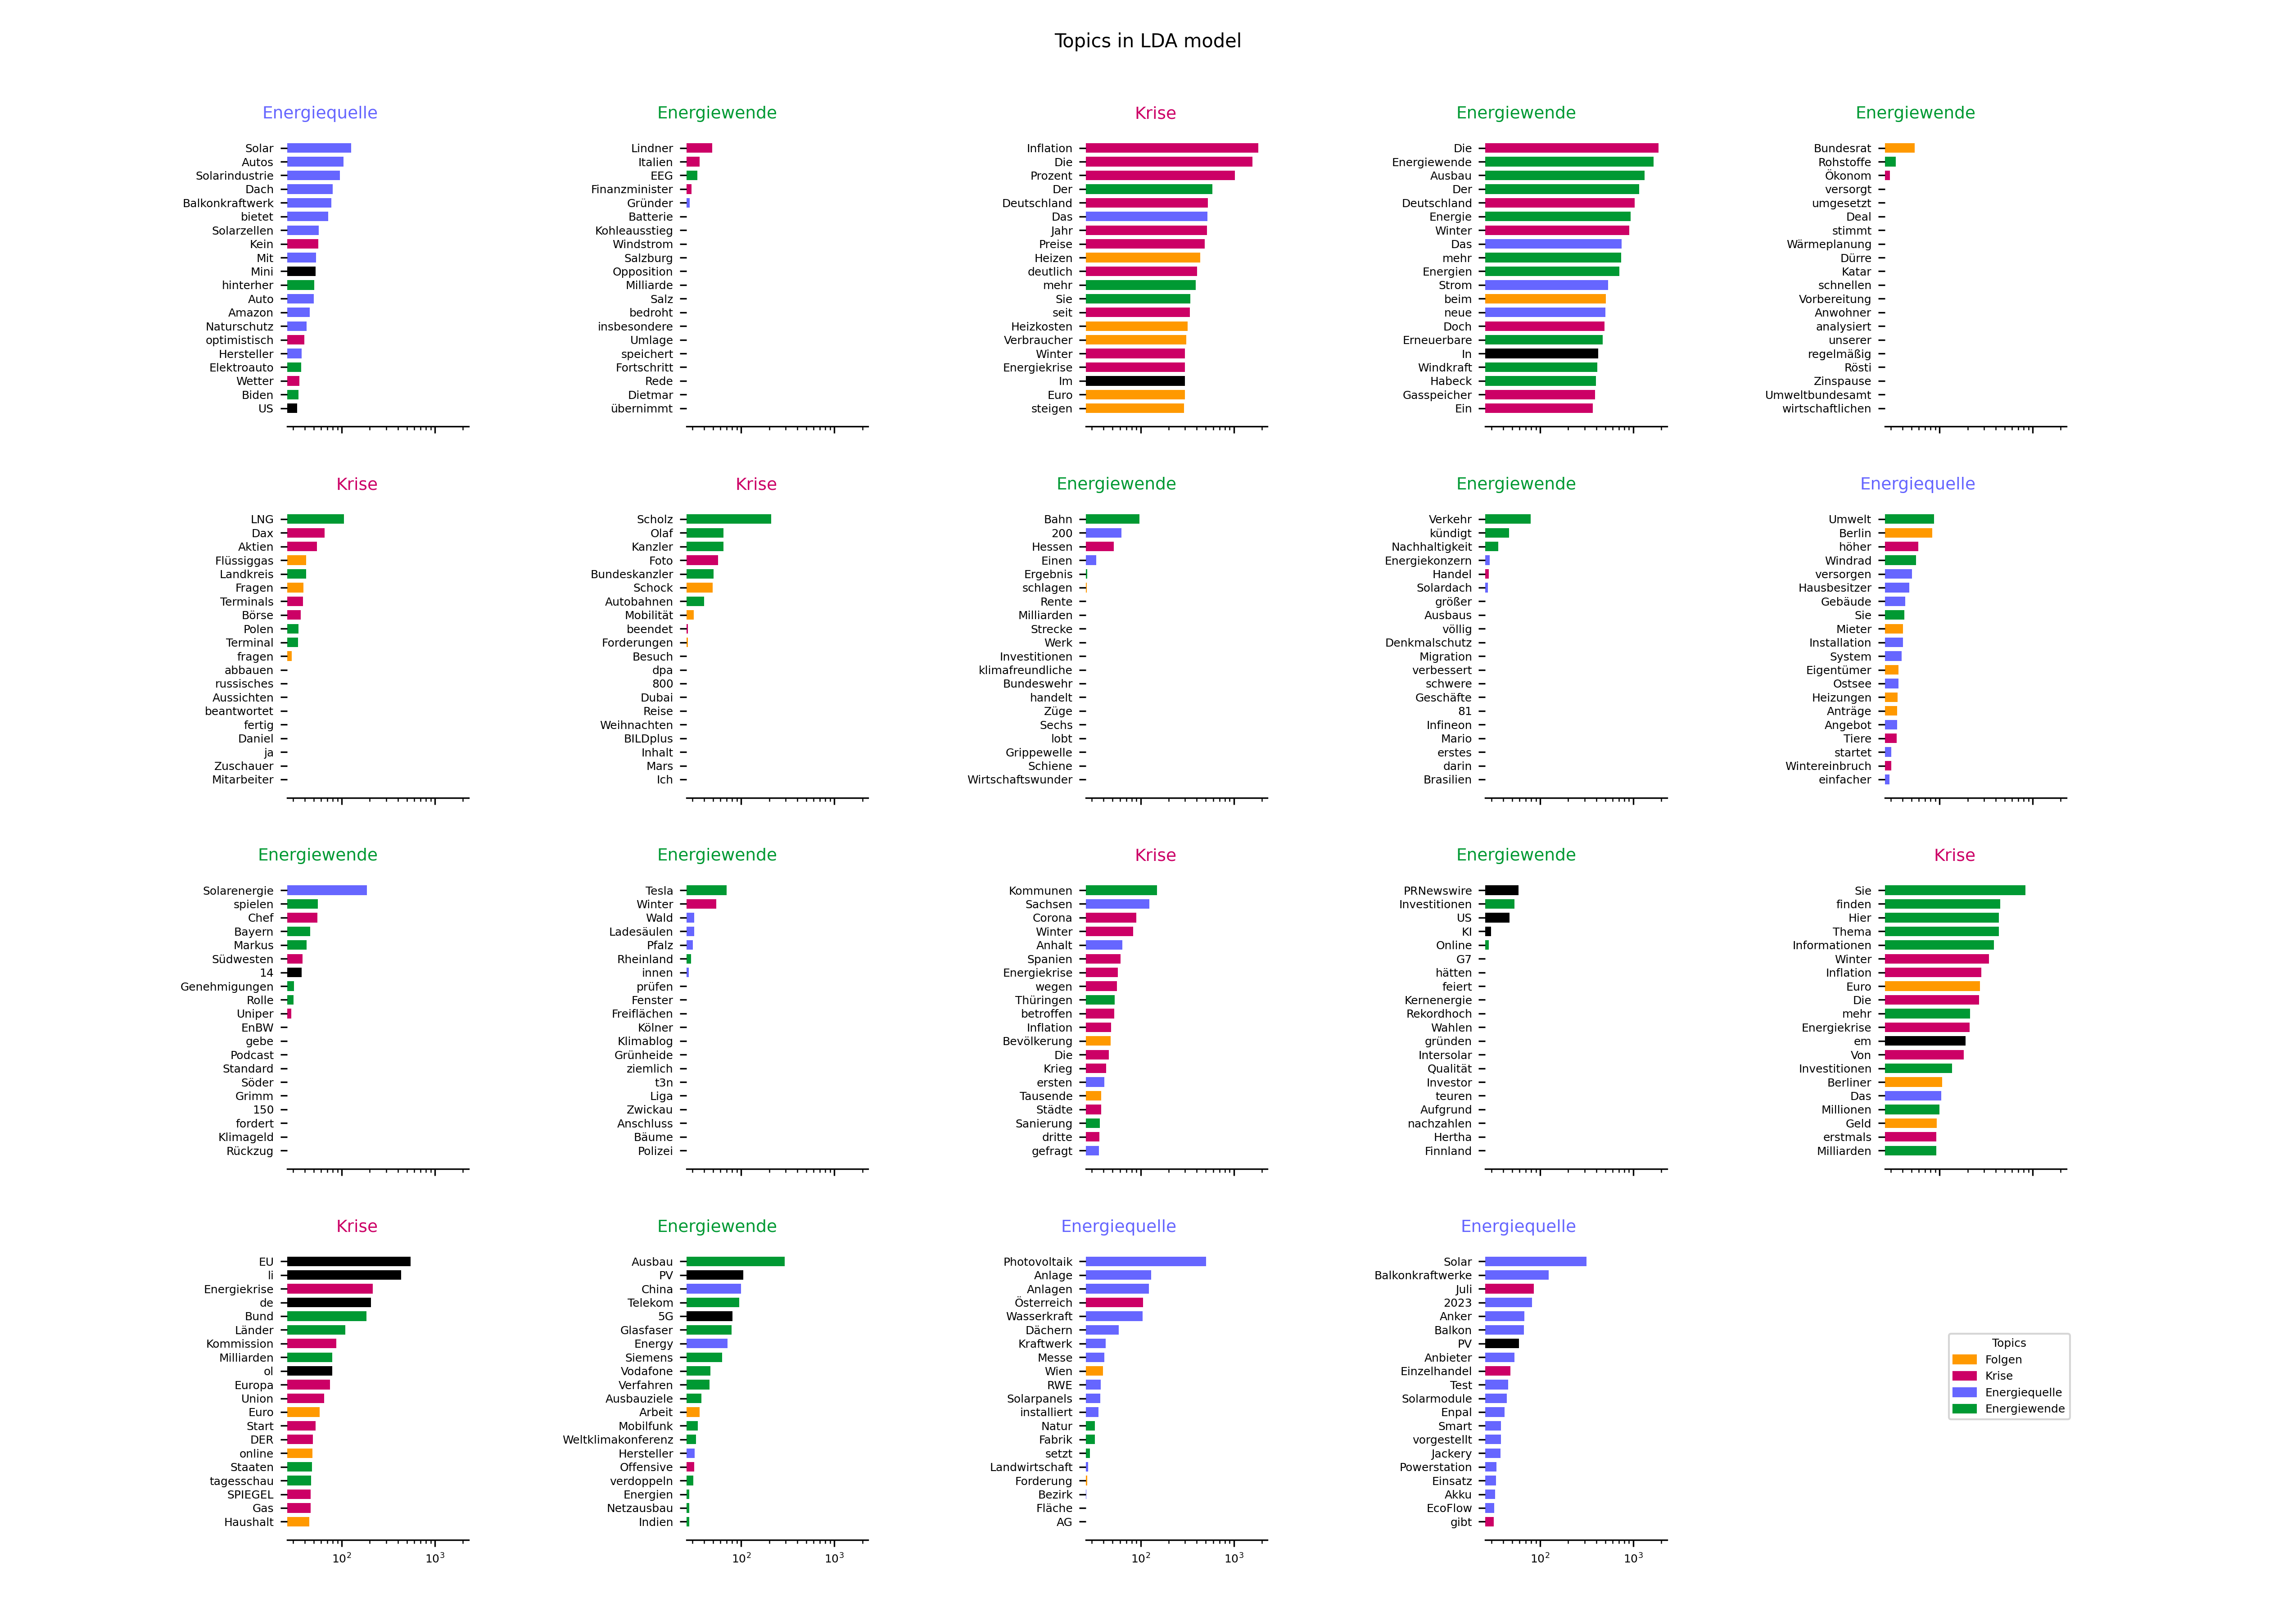 Topics in LDA model
Energiequelle
Solar
Autos
Solarindustrie
Dach
Balkonkraftwerk
bietet
Solarzellen
Kein
Mit
Mini
hinterher
Auto
Amazon
Naturschutz
optimistisch
Hersteller
Elektroauto
Wetter
Biden
US
Energiewende
Lindner
Italien
EEG
Finanzminister
Gründer
Batterie
Kohleausstieg
Windstrom
Salzburg
Opposition
Milliarde
Salz
bedroht
insbesondere
Umlage
speichert
Fortschritt
Rede
Dietmar
übernimmt
Krise
Inflation
Die
Prozent
Der
Deutschland
Das
Jahr
Preise
Heizen
deutlich
mehr
Sie
seit
Heizkosten
Verbraucher
Winter
Energiekrise
Im
Euro
steigen
Energiewende
Die
Energiewende
Ausbau
Der
Deutschland
Energie
Winter
Das
mehr
Energien
Strom
beim
neue
Doch
Erneuerbare
In
Windkraft
Habeck
Gasspeicher
Ein
Energiewende
Bundesrat
Rohstoffe
Ökonom
versorgt
umgesetzt
Deal
stimmt
Wärmeplanung
Dürre
Katar
schnellen
Vorbereitung
Anwohner
analysiert
unserer
regelmäßig
Rösti
Zinspause
Umweltbundesamt
wirtschaftlichen
Krise
LNG
Dax
Aktien
Flüssiggas
Landkreis
Fragen
Terminals
Börse
Polen
Terminal
fragen
abbauen
russisches
Aussichten
beantwortet
fertig
Daniel
ja
Zuschauer
Mitarbeiter
Krise
Scholz
Olaf
Kanzler
Foto
Bundeskanzler
Schock
Autobahnen
Mobilität
beendet
Forderungen
Besuch
dpa
800
Dubai
Reise
Weihnachten
BILDplus
Inhalt
Mars
Ich
Energiewende
Bahn
200
Hessen
Einen
Ergebnis
schlagen
Rente
Milliarden
Strecke
Werk
Investitionen
klimafreundliche
Bundeswehr
handelt
Züge
Sechs
lobt
Grippewelle
Schiene
Wirtschaftswunder
Energiewende
Verkehr
kündigt
Nachhaltigkeit
Energiekonzern
Handel
Solardach
größer
Ausbaus
völlig
Denkmalschutz
Migration
verbessert
schwere
Geschäfte
81
Infineon
Mario
erstes
darin
Brasilien
Energiequelle
Umwelt
Berlin
höher
Windrad
versorgen
Hausbesitzer
Gebäude
Sie
Mieter
Installation
System
Eigentümer
Ostsee
Heizungen
Anträge
Angebot
Tiere
startet
Wintereinbruch
einfacher
Energiewende
Solarenergie
spielen
Chef
Bayern
Markus
Südwesten
14
Genehmigungen
Rolle
Uniper
EnBW
gebe
Podcast
Standard
Söder
Grimm
150
fordert
Klimageld
Rückzug
Energiewende
Tesla
Winter
Wald
Ladesäulen
Pfalz
Rheinland
innen
prüfen
Fenster
Freiflächen
Kölner
Klimablog
Grünheide
ziemlich
t3n
Liga
Zwickau
Anschluss
Bäume
Polizei
Krise
Kommunen
Sachsen
Corona
Winter
Anhalt
Spanien
Energiekrise
wegen
Thüringen
betroffen
Inflation
Bevölkerung
Die
Krieg
ersten
Tausende
Städte
Sanierung
dritte
gefragt
Energiewende
PRNewswire
Investitionen
US
KI
Online
G7
hätten
feiert
Kernenergie
Rekordhoch
Wahlen
gründen
Intersolar
Qualität
Investor
teuren
Aufgrund
nachzahlen
Hertha
Finnland
Krise
Sie
finden
Hier
Thema
Informationen
Winter
Inflation
Euro
Die
mehr
Energiekrise
em
Von
Investitionen
Berliner
Das
Millionen
Geld
erstmals
Milliarden
Krise
EU
li
Energiekrise
de
Bund
Länder
Kommission
Milliarden
ol
Europa
Union
Euro
Start
DER
online
Staaten
tagesschau
SPIEGEL
Gas
Haushalt
10² 10³
Energiewende
Ausbau
PV
China
Telekom
5G
Glasfaser
Energy
Siemens
Vodafone
Verfahren
Ausbauziele
Arbeit
Mobilfunk
Weltklimakonferenz
Hersteller
Offensive
verdoppeln
Energien
Netzausbau
Indien
10² 10³
Energiequelle
Photovoltaik
Anlage
Anlagen
Österreich
Wasserkraft
Dächern
Kraftwerk
Messe
Wien
RWE
Solarpanels
installiert
Natur
Fabrik
setzt
Landwirtschaft
Forderung
Bezirk
Fläche
AG
10² 10³
Energiequelle
Solar
Balkonkraftwerke
Juli
2023
Anker
Balkon
PV
Anbieter
Einzelhandel
Test
Solarmodule
Enpal
Smart
vorgestellt
Jackery
Powerstation
Einsatz
Akku
EcoFlow
gibt
10² 10³
Topics
Folgen
Krise
Energiequelle
Energiewende